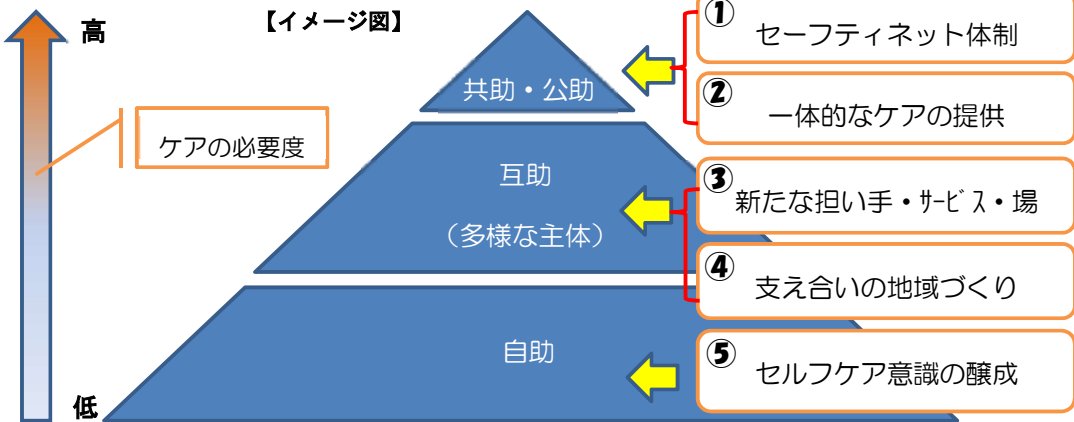 【イメージ図】
高
ケアの必要度
低
共助・公助
互助
（多様な主体）
自助
①
セーフティネット体制
②
一体的なケアの提供
③
新たな担い手・ｻｰﾋﾞｽ・場
④
支え合いの地域づくり
⑤
セルフケア意識の醸成